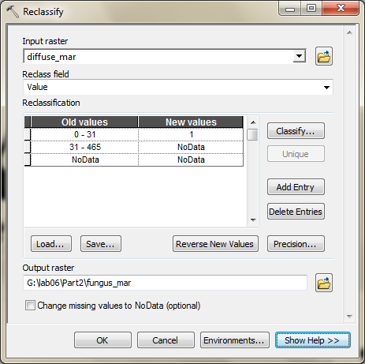 Reclassify
Input raster
diffuse_mar
Reclass field
Value
Reclassification
Old values New values
0 - 31 1
31 - 465 NoData
NoData NoData
Classify...
Unique
Add Entry
Delete Entries
Load... Save... Reverse New Values Precision...
Output raster
G:\lab06\Part2\fungus_mar
Change missing values to NoData (optional)
OK Cancel Environments... Show Help >>